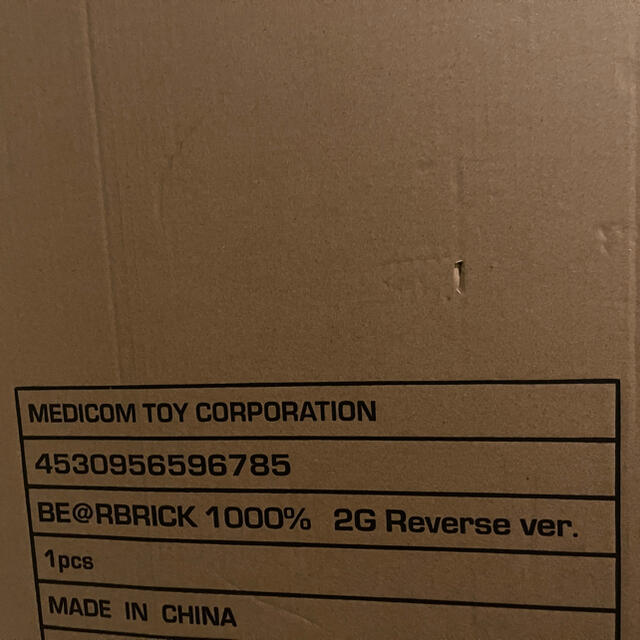 MEDICOM TOY CORPORATION
4530956596785
BE@RBRICK 1000% 2G Reverse ver.
1pcs
MADE IN CHINA